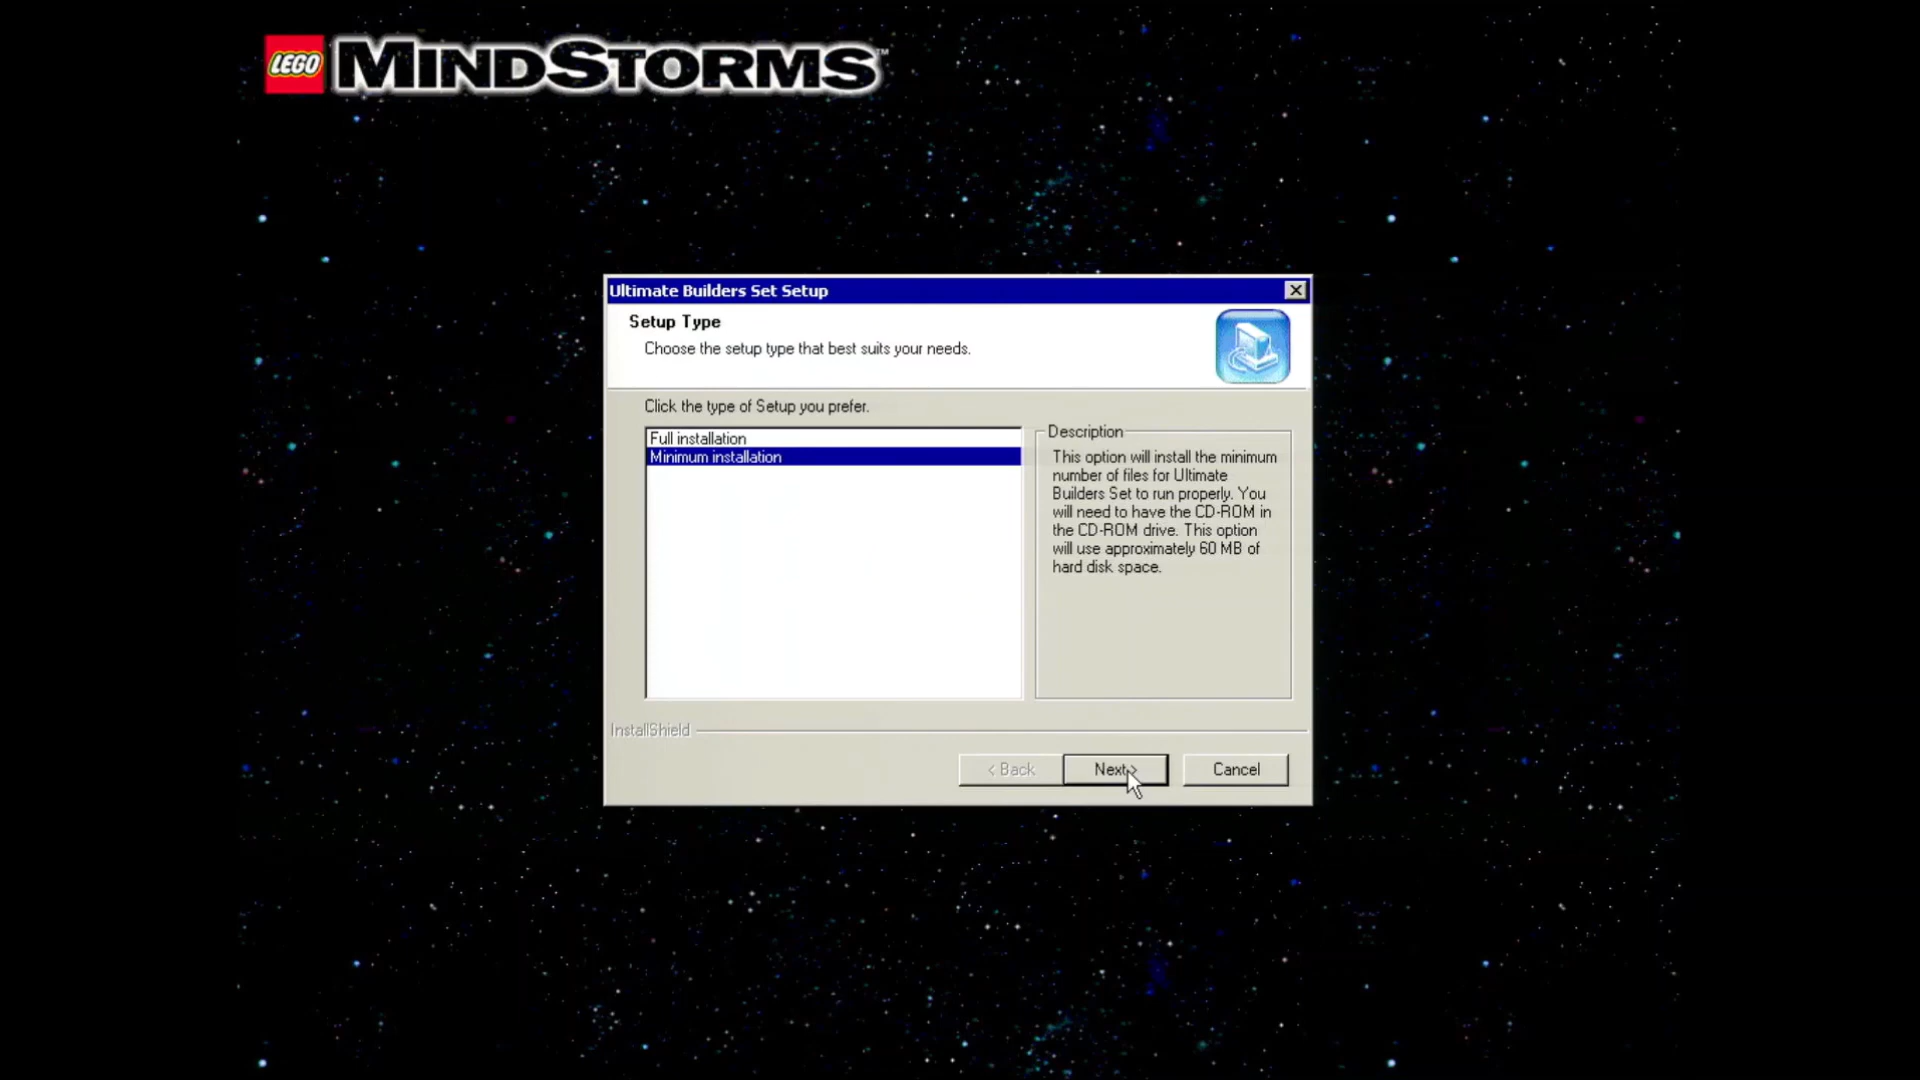 LEGO MINDSTORMS™
Ultimate Builders Set Setup
Setup Type
Choose the setup type that best suits your needs.
Click the type of Setup you prefer.
Full installation
Minimum installation
Description
This option will install the minimum
number of files for Ultimate
Builders Set to run properly. You
will need to have the CD-ROM in
the CD-ROM drive. This option
will use approximately 60 MB of
hard disk space.
InstallShield
< Back
Next >
Cancel